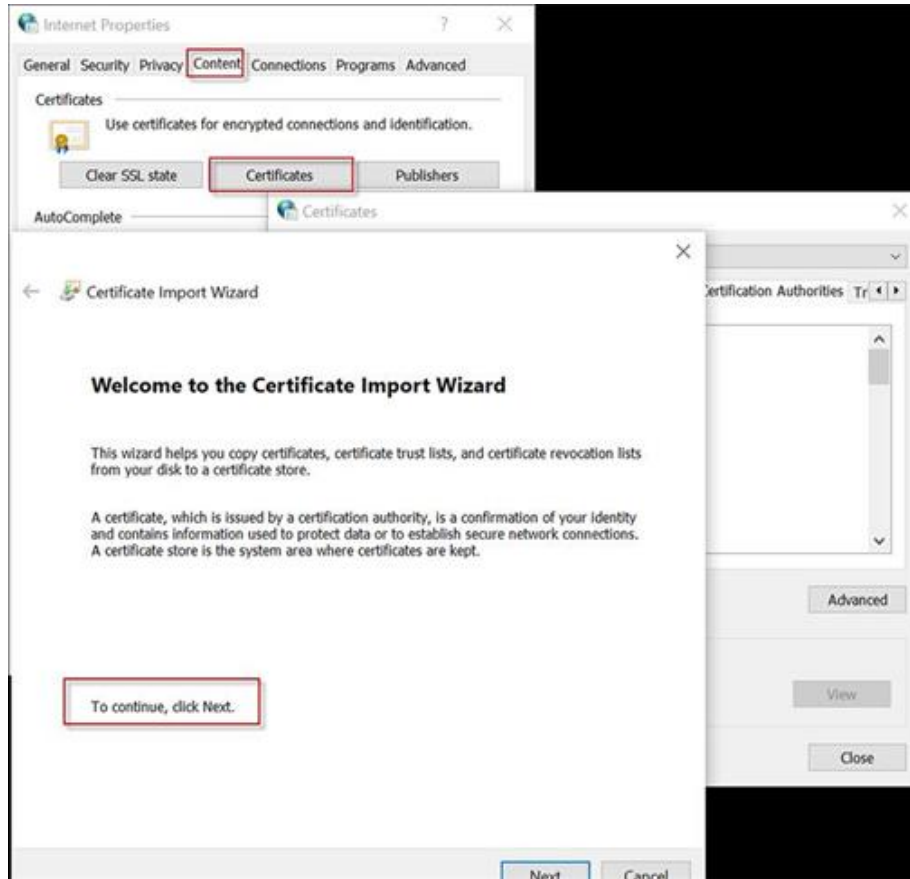 Internet Properties
?
General Security Privacy Content Connections Programs Advanced
Certificates
Use certificates for encrypted connections and identification.
Clear SSL state
Certificates
Publishers
AutoComplete
Certificates
Certification Authorities Tr
Certificate Import Wizard
Welcome to the Certificate Import Wizard
This wizard helps you copy certificates, certificate trust lists, and certificate revocation lists
from your disk to a certificate store.
A certificate, which is issued by a certification authority, is a confirmation of your identity
and contains information used to protect data or to establish secure network connections.
A certificate store is the system area where certificates are kept.
To continue, click Next.
Advanced
View
Close
Next
Cancel